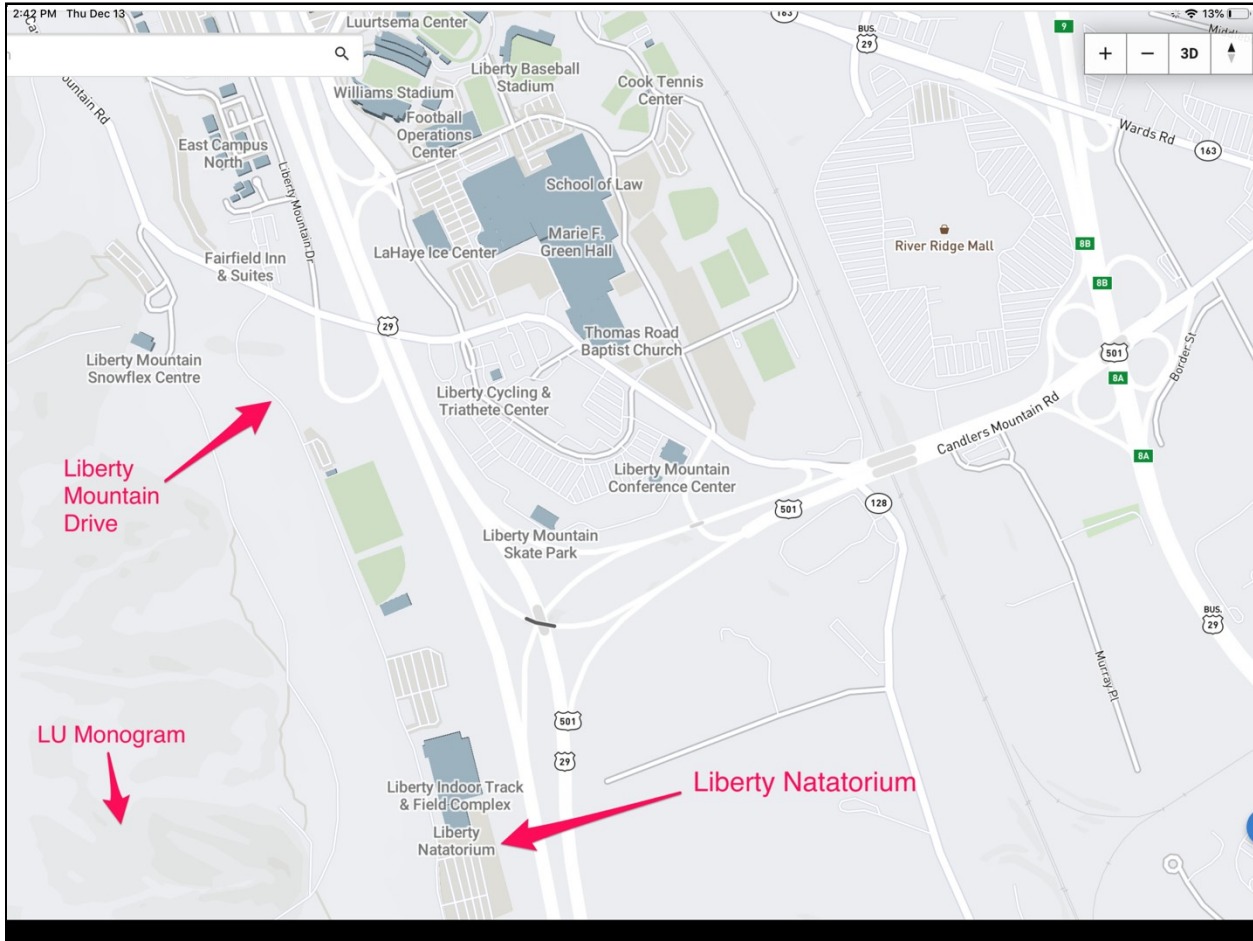 2:42 PM Thu Dec 13
13%
Luurtsema Center
163
BUS.
29
9
+
−
3D
Williams Stadium
Liberty Baseball
Stadium
Cook Tennis
Center
Football
Operations
Center
ountain Rd
East Campus
North
Liberty Mountain Dr
School of Law
Wards Rd
163
Marie F.
Green Hall
LaHaye Ice Center
River Ridge Mall
8B
8B
Fairfield Inn
& Suites
29
Thomas Road
Baptist Church
501
8A
Border St
Liberty Mountain
Snowflex Centre
Liberty Cycling &
Triathete Center
Candlers Mountain Rd
8A
Liberty
Mountain
Drive
Liberty Mountain
Conference Center
501
128
Liberty Mountain
Skate Park
BUS.
29
Murray Pl
LU Monogram
501
29
Liberty Indoor Track
& Field Complex
Liberty Natatorium
Liberty
Natatorium